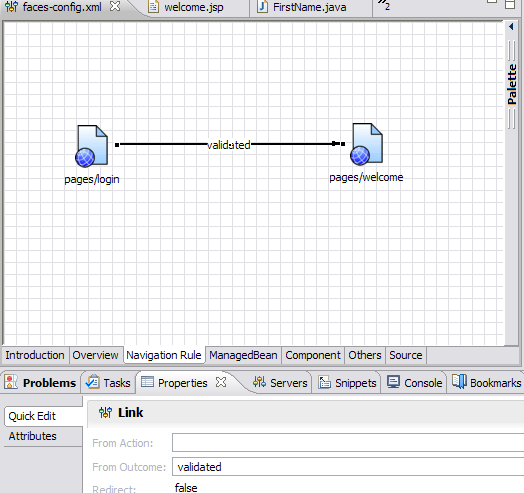 faces-config.xml welcome.jsp FirstName.java »2
Palette
validated
pages/login
pages/welcome
Introduction Overview Navigation Rule ManagedBean Component Others Source
Problems Tasks Properties Servers Snippets Console Bookmarks
Quick Edit
Link
Attributes
From Action:
From Outcome: validated
Redirect: false